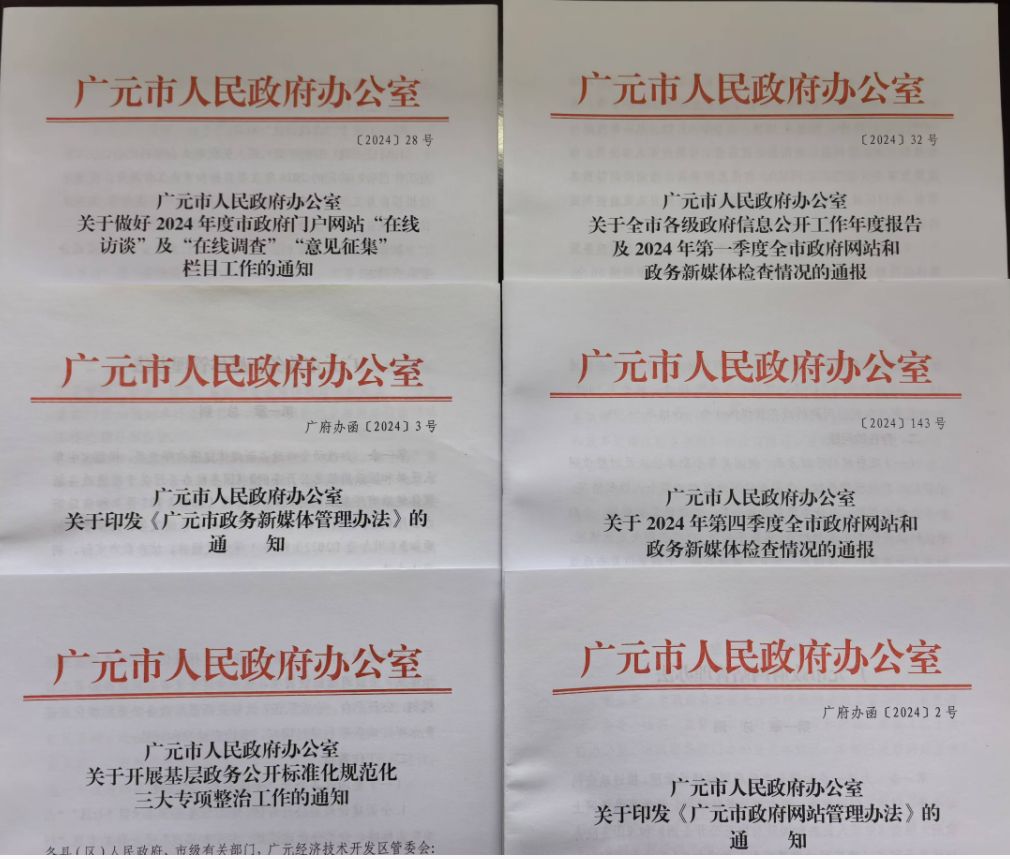 广元市人民政府办公室
〔2024〕28号
广元市人民政府办公室
关于做好2024年度市政府门户网站“在线
访谈”及“在线调查”“意见征集”
栏目工作的通知
广元市人民政府办公室
〔2024〕32号
广元市人民政府办公室
关于全市各级政府信息公开工作年度报告
及2024年第一季度全市政府网站和
政务新媒体检查情况的通报
广元市人民政府办公室
广府办函〔2024〕3号
广元市人民政府办公室
关于印发《广元市政务新媒体管理办法》的
通 知
广元市人民政府办公室
〔2024〕143号
广元市人民政府办公室
关于2024年第四季度全市政府网站和
政务新媒体检查情况的通报
广元市人民政府办公室
广元市人民政府办公室
关于开展基层政务公开标准化规范化
三大专项整治工作的通知
各县(区)人民政府,市级有关部门,广元经济技术开发区管委会:
广元市人民政府办公室
广府办函〔2024〕2号
广元市人民政府办公室
关于印发《广元市政府网站管理办法》的
通 知